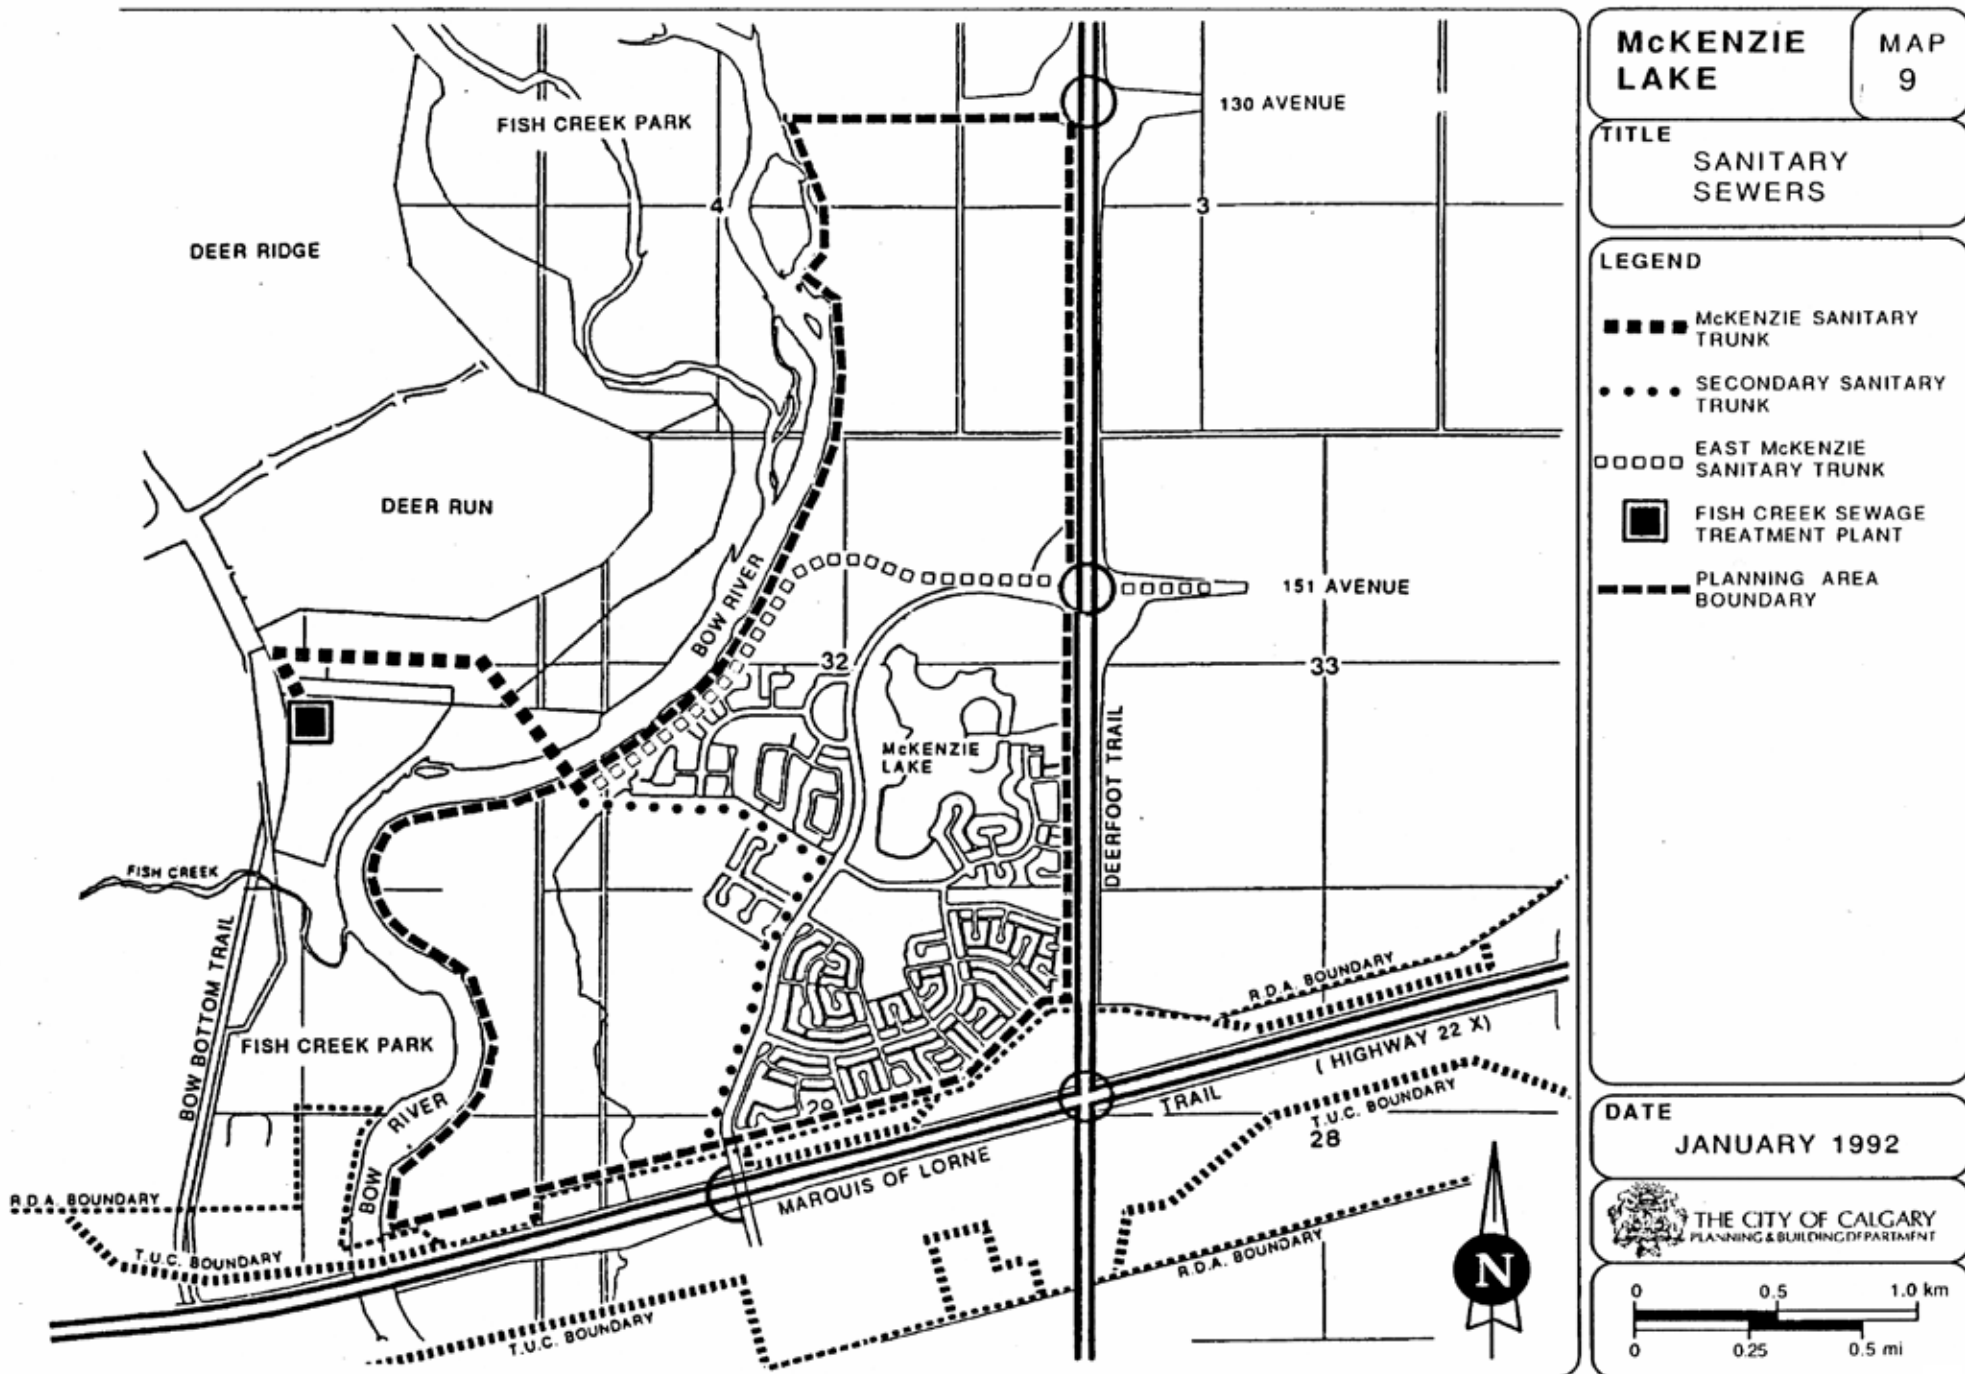 McKENZIE
LAKE
MAP
9
TITLE
SANITARY
SEWERS
LEGEND
McKENZIE SANITARY
TRUNK
SECONDARY SANITARY
TRUNK
EAST McKENZIE
SANITARY TRUNK
FISH CREEK SEWAGE
TREATMENT PLANT
PLANNING AREA
BOUNDARY
DATE
JANUARY 1992
THE CITY OF CALGARY
PLANNING & BUILDING DEPARTMENT
0 0.5 1.0 km
0 0.25 0.5 mi
130 AVENUE
FISH CREEK PARK
4
3
DEER RIDGE
DEER RUN
BOW RIVER
151 AVENUE
32
33
McKENZIE
LAKE
DEERFOOT TRAIL
FISH CREEK
BOW BOTTOM TRAIL
R.D.A. BOUNDARY
(HIGHWAY 22 X)
FISH CREEK PARK
TRAIL
T.U.C. BOUNDARY
29
28
RIVER
BOW
MARQUIS OF LORNE
R.D.A. BOUNDARY
T.U.C. BOUNDARY
R.D.A. BOUNDARY
T.U.C. BOUNDARY
N